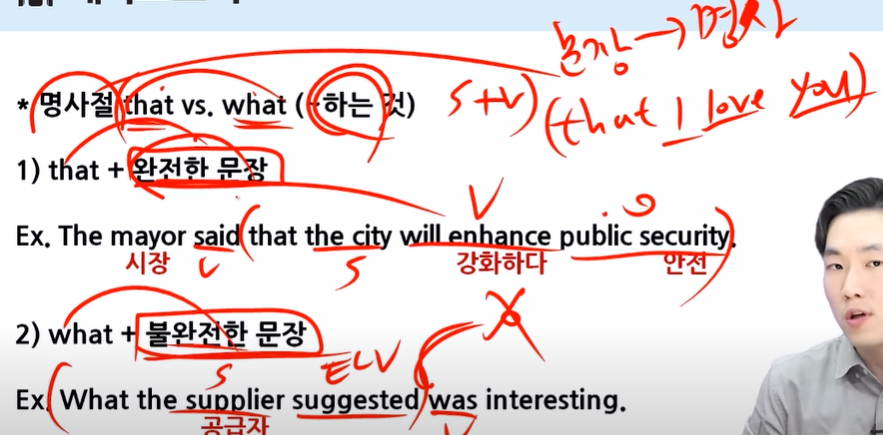 문장→명사
* 명사절 that vs. what (~하는 것) S+V) (that I love you)
1) that + 완전한 문장
V
Ex. The mayor said (that the city will enhance public security).
시장 S 강화하다 안전
2) what + 불완전한 문장
S
Ex. (What the supplier suggested) was interesting.
공급자 V